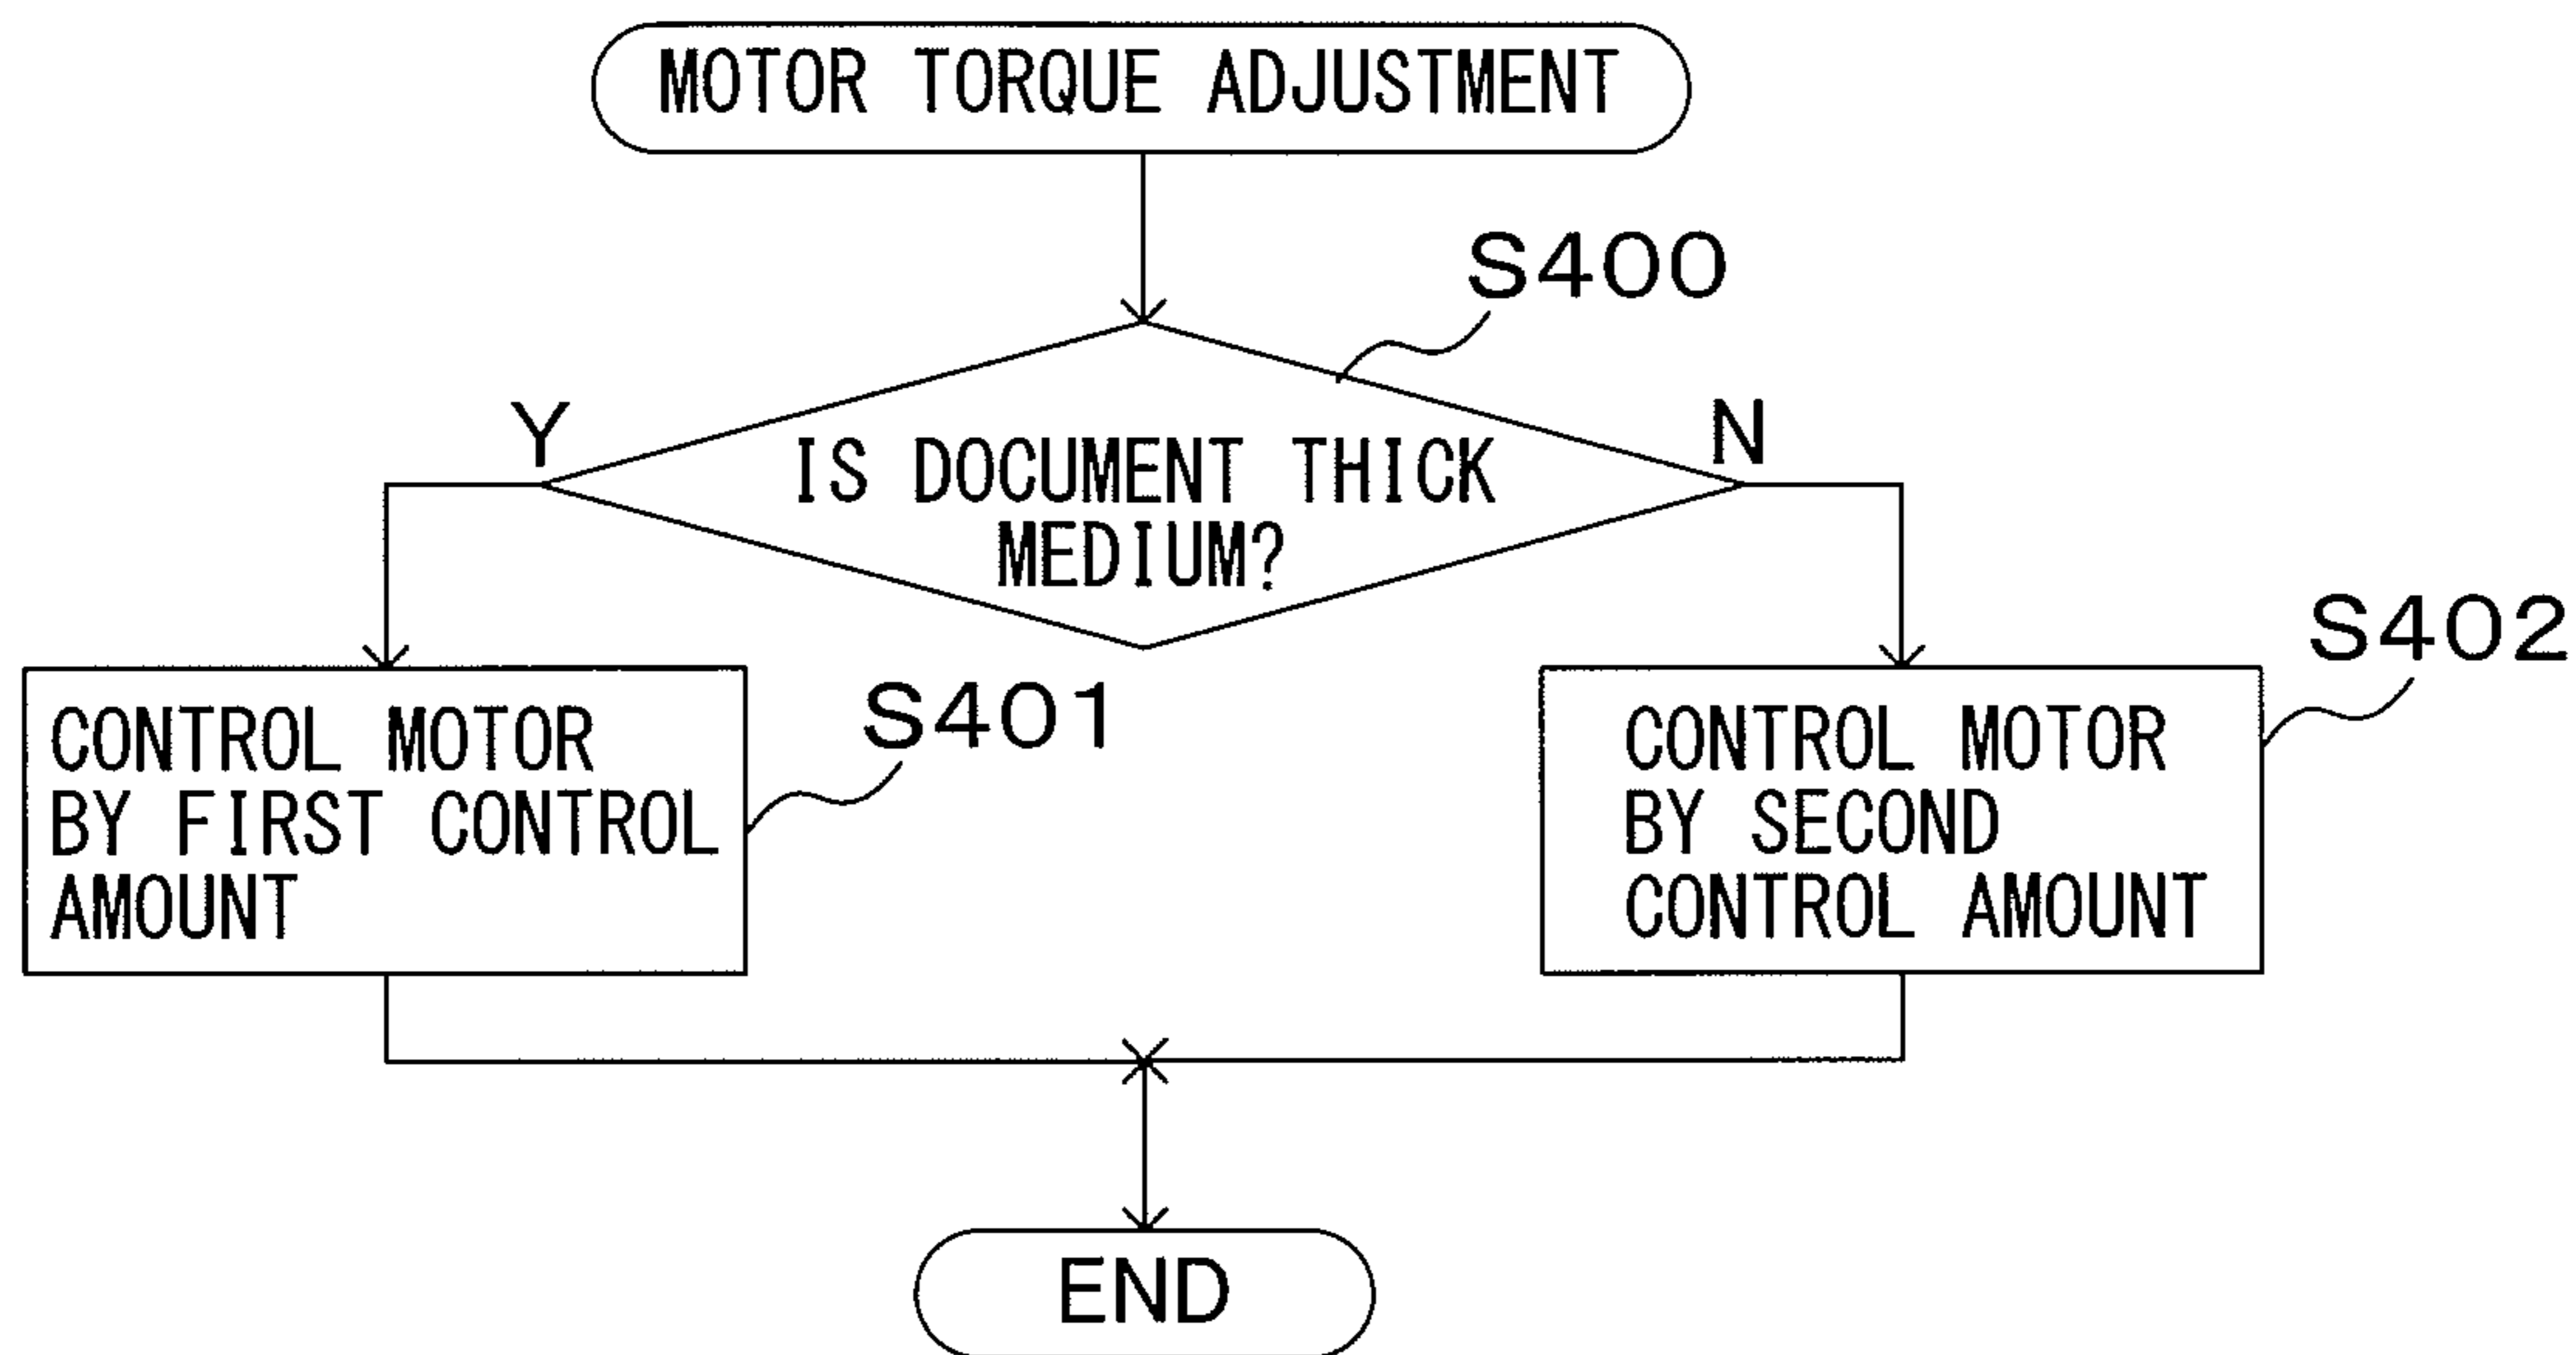 MOTOR TORQUE ADJUSTMENT
S400
Y
N
IS DOCUMENT THICK
MEDIUM?
S402
S401
CONTROL MOTOR
BY FIRST CONTROL
AMOUNT
CONTROL MOTOR
BY SECOND
CONTROL AMOUNT
END